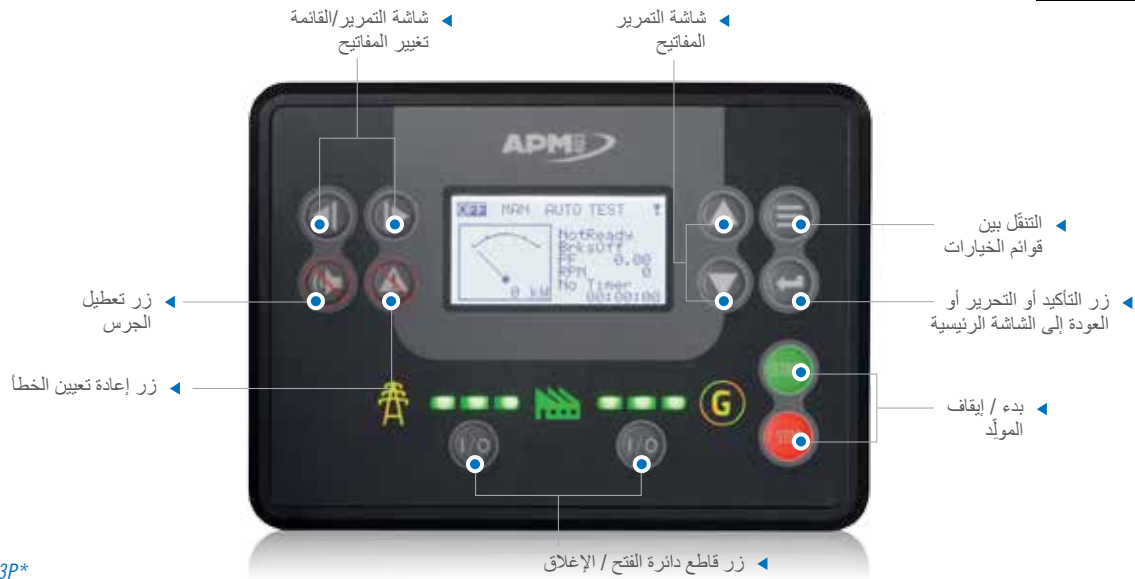 شاشة التمرير/القائمة
تغيير المفاتيح
شاشة التمرير
المفاتيح
APM
OFF MAN AUTO TEST
NotReady
BrksOff
PF 0.00
RPM 0
No Timer
00:00:00
0 kW
التنقّل بين
قوائم الخيارات
زر تعطيل
الجرس
زر التأكيد أو التحرير أو
العودة إلى الشاشة الرئيسية
زر إعادة تعيين الخطأ
G
I/O
I/O
بدء / إيقاف
المولِّد
زر قاطع دائرة الفتح / الإغلاق
3P*